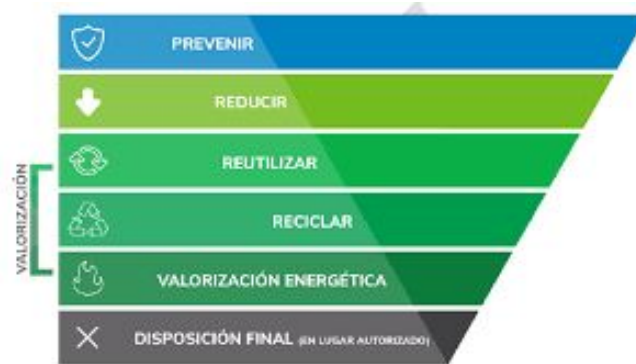 PREVENIR
REDUCIR
REUTILIZAR
RECICLAR
VALORIZACIÓN ENERGÉTICA
DISPOSICIÓN FINAL (EN LUGAR AUTORIZADO)
VALORIZACIÓN